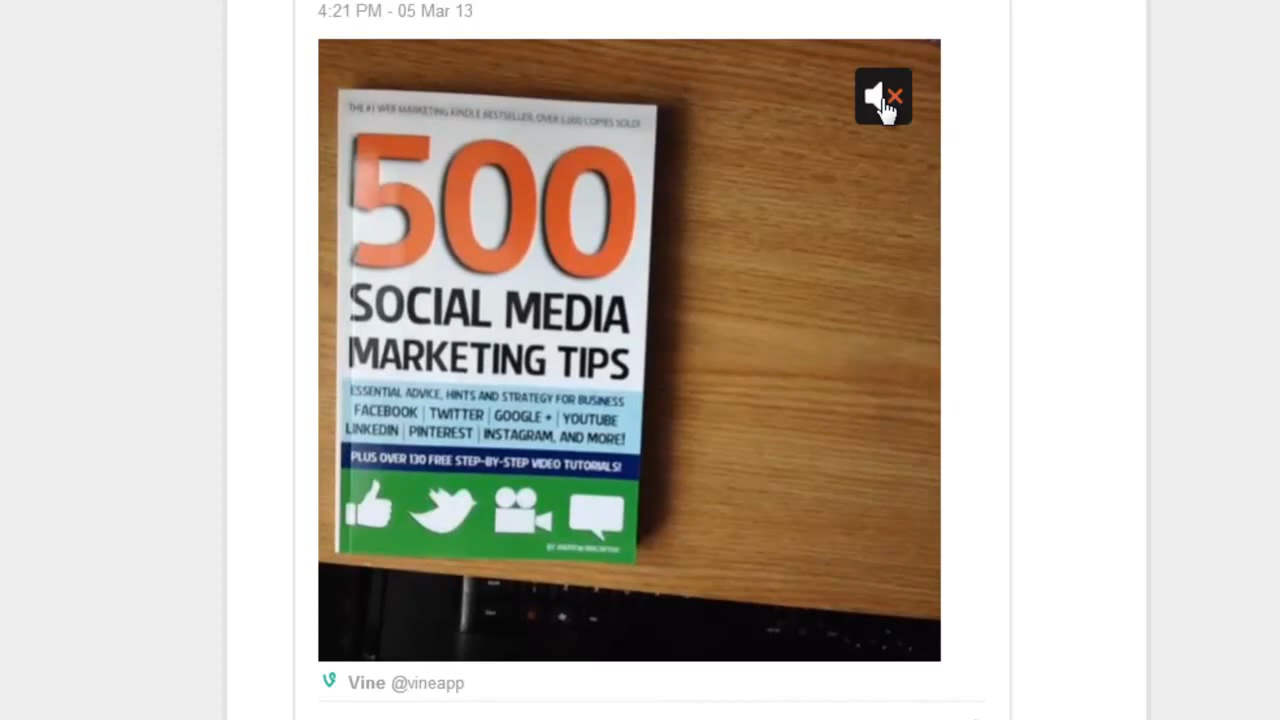 4:21 PM - 05 Mar 13
THE #1 WEB MARKETING KINDLE BESTSELLER, OVER 5,000 COPIES SOLD!
500
SOCIAL MEDIA
MARKETING TIPS
ESSENTIAL ADVICE, HINTS AND STRATEGY FOR BUSINESS
FACEBOOK | TWITTER | GOOGLE + | YOUTUBE
LINKEDIN | PINTEREST | INSTAGRAM, AND MORE!
PLUS OVER 130 FREE STEP-BY-STEP VIDEO TUTORIALS!
BY
Vine @vineapp